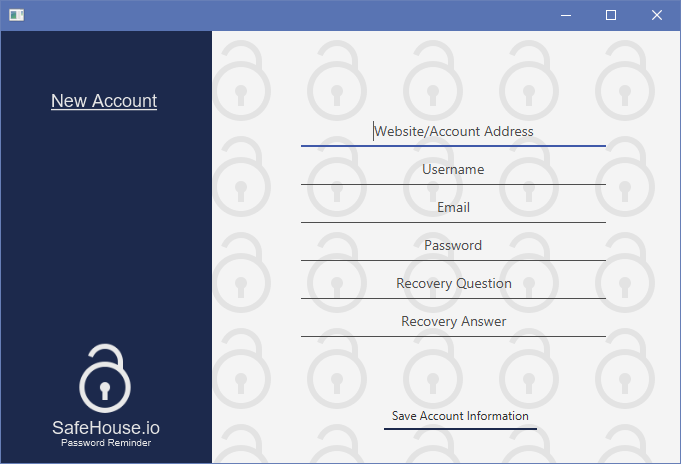 New Account
Website/Account Address
Username
Email
Password
Recovery Question
Recovery Answer
Save Account Information
SafeHouse.io
Password Reminder